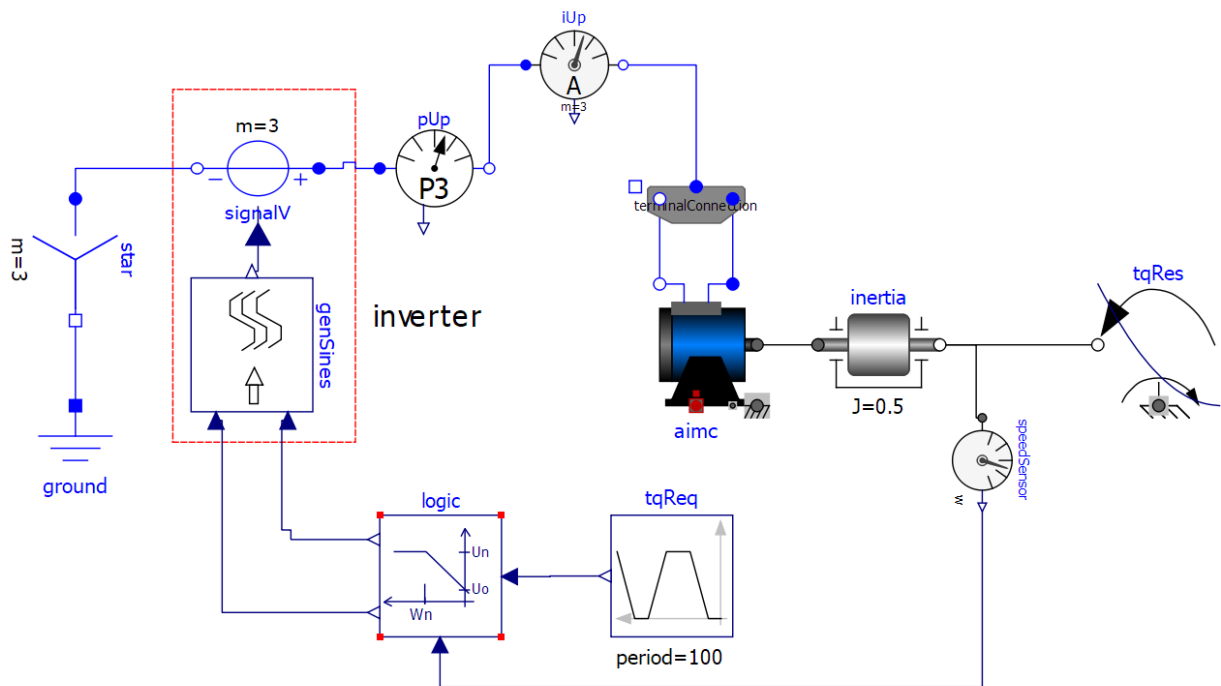 iUp
A
m=3
m=3
pUp
P3
−
+
signalV
terminalConnection
m=3
star
genSines
inverter
tqRes
inertia
J=0.5
aimc
speedSensor
w
ground
logic
Un
Uo
Wn
tqReq
period=100